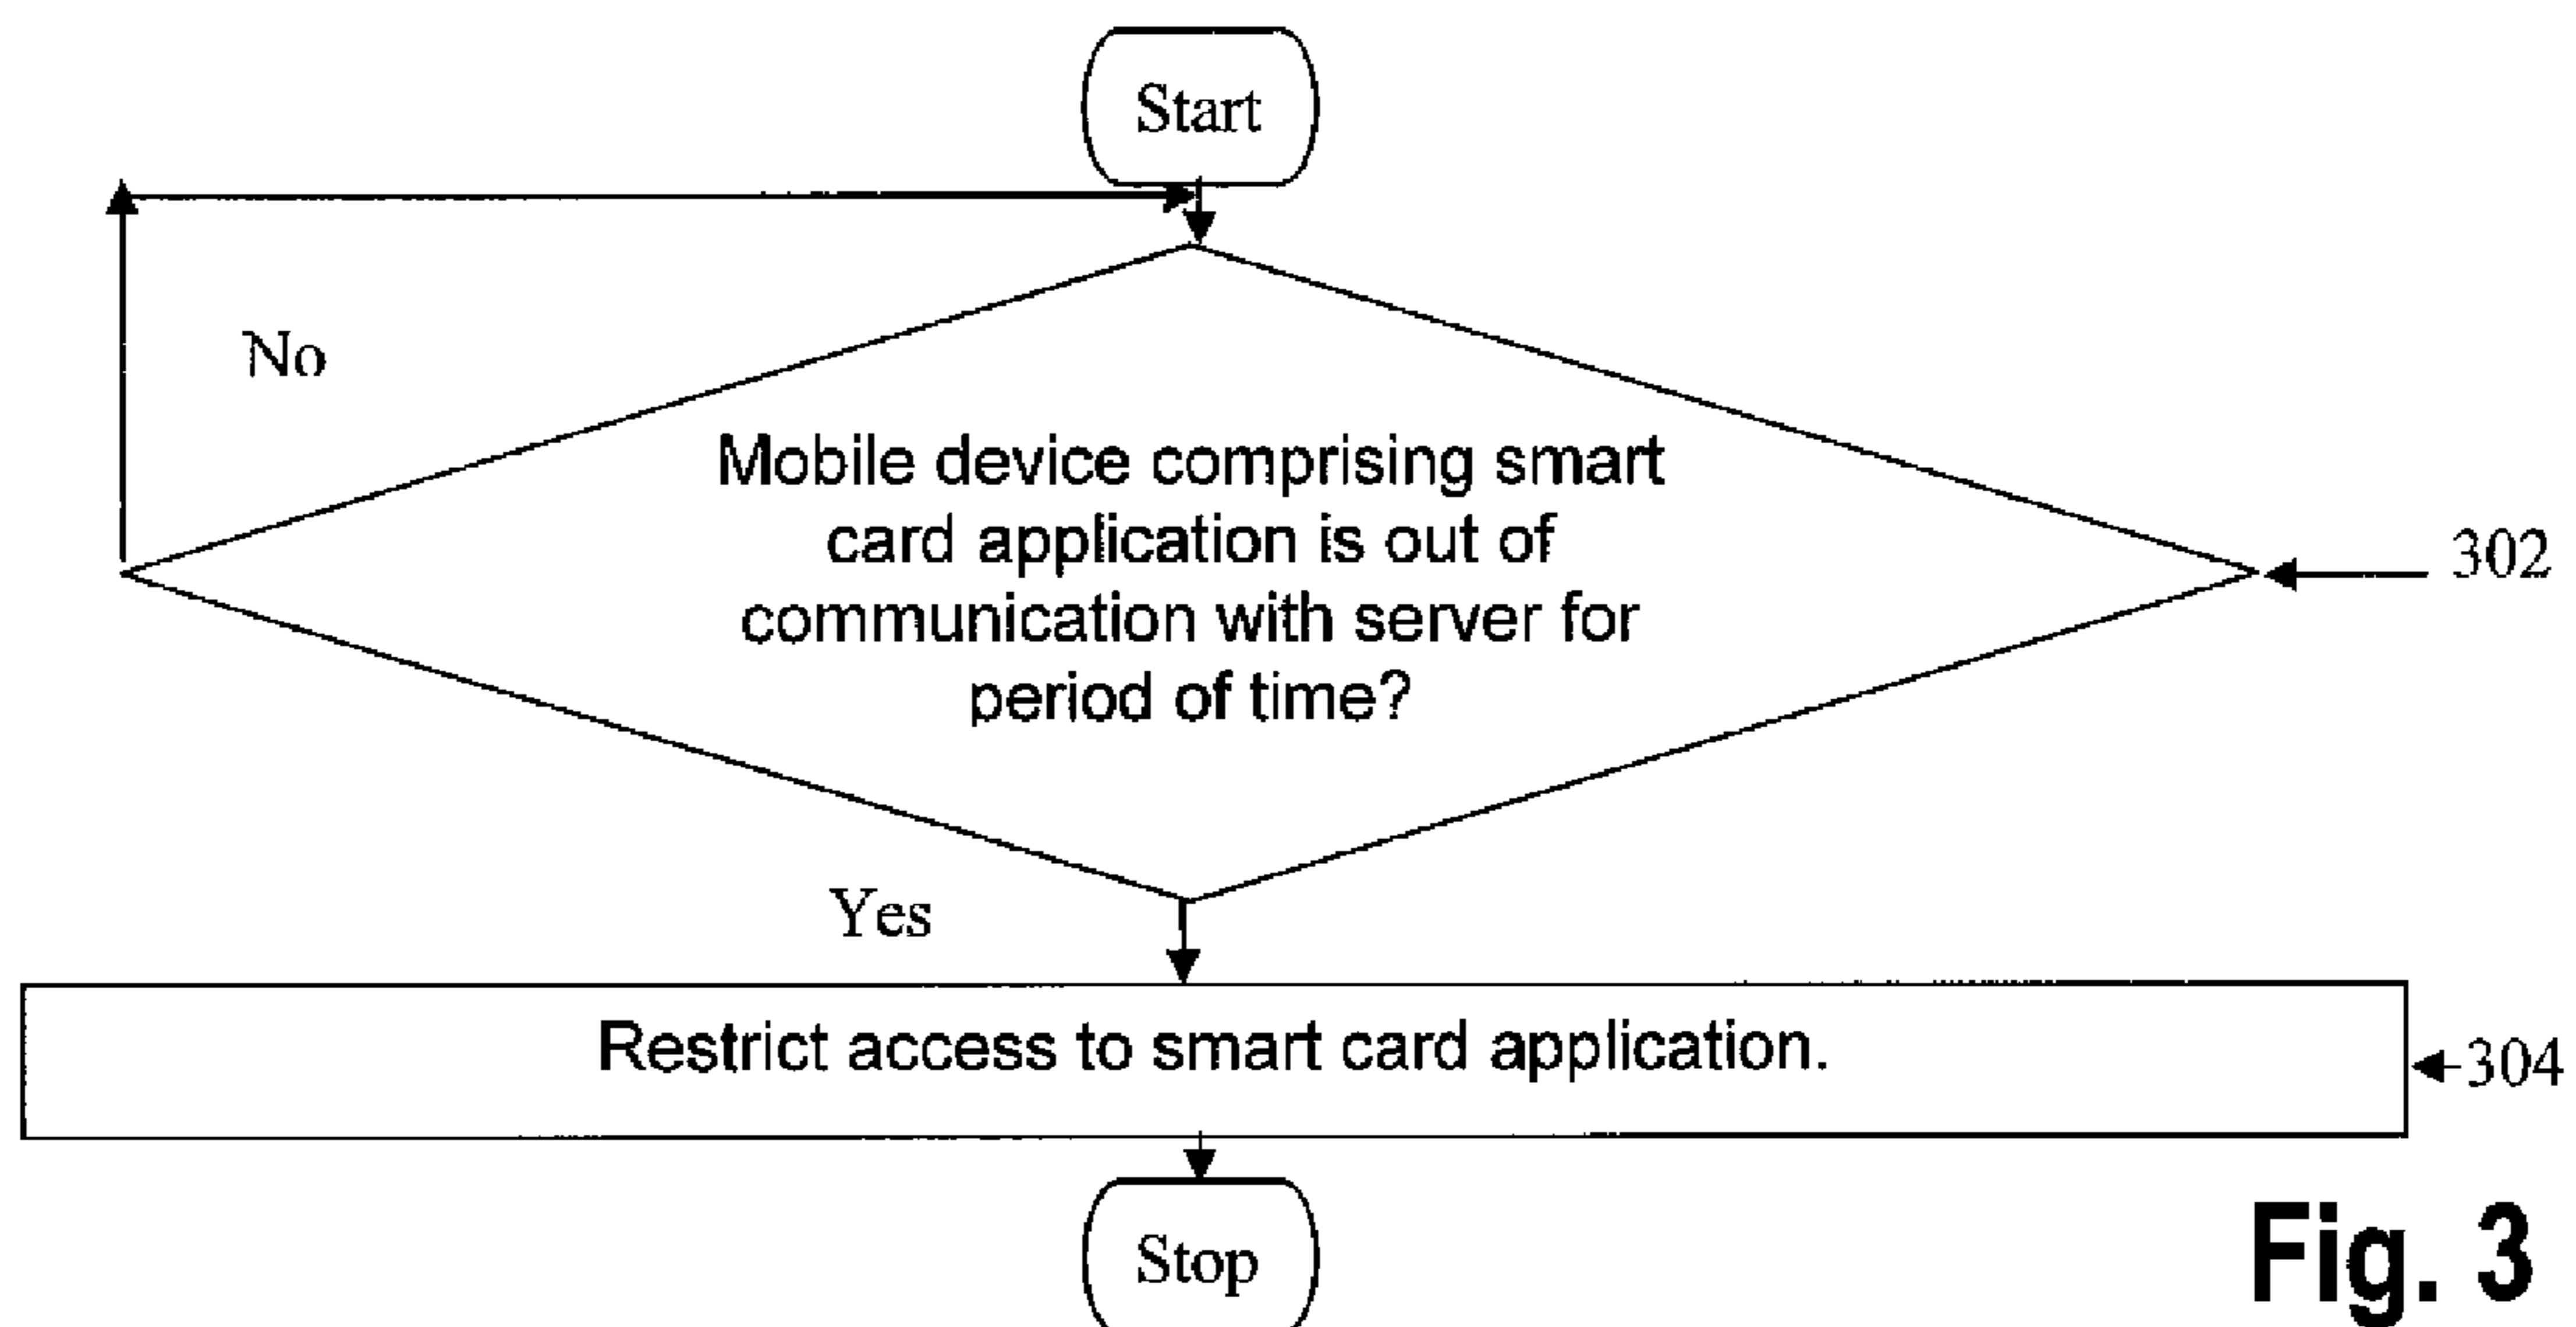 Start
No
Mobile device comprising smart
card application is out of
communication with server for
period of time?
302
Yes
Restrict access to smart card application.
304
Stop
Fig. 3